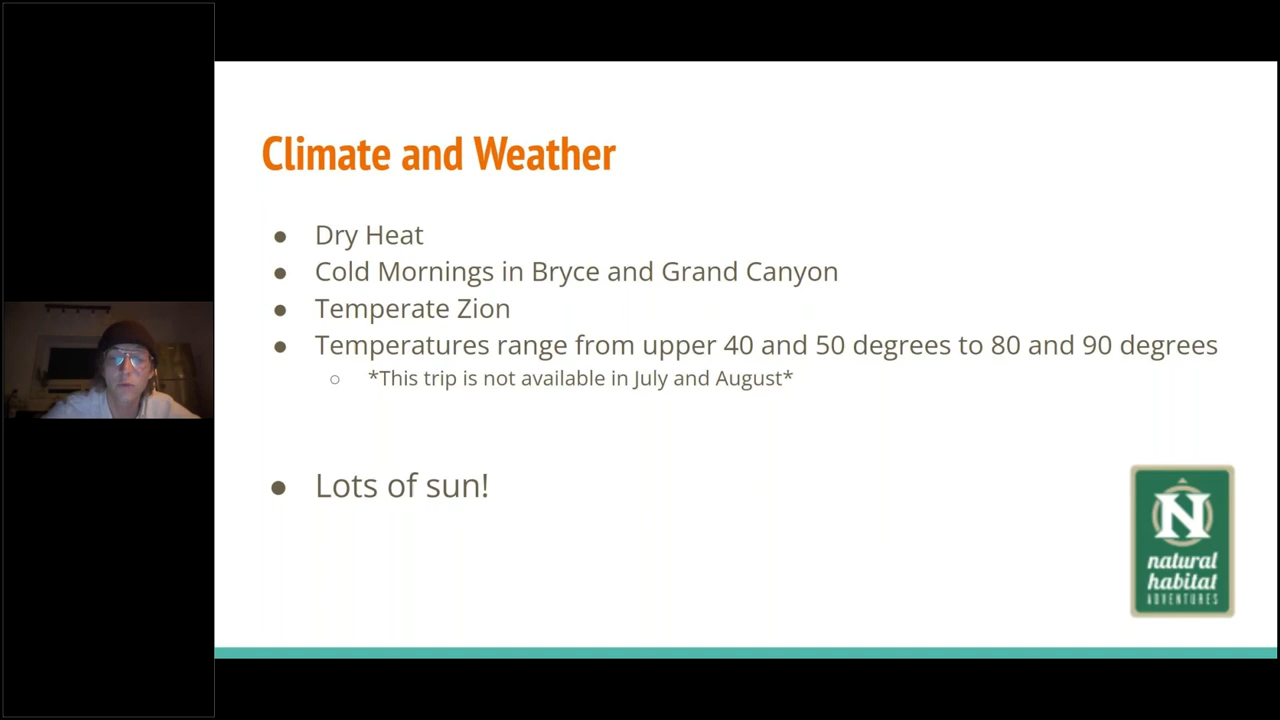 Climate and Weather
Dry Heat
Cold Mornings in Bryce and Grand Canyon
Temperate Zion
Temperatures range from upper 40 and 50 degrees to 80 and 90 degrees
*This trip is not available in July and August*
Lots of sun!
N
natural
habitat
ADVENTURES